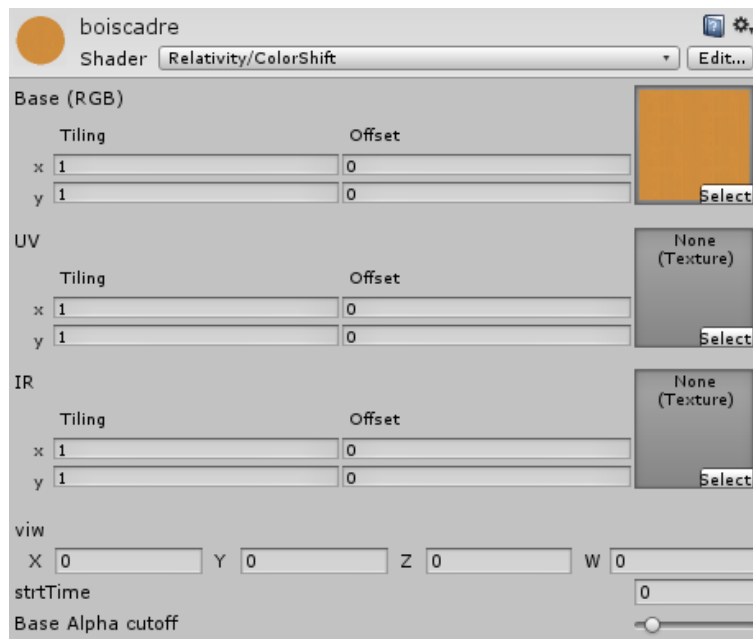 boiscadre
Shader Relativity/ColorShift Edit...
Base (RGB)
Tiling Offset
x 1 0
y 1 0
Select
UV
None
(Texture)
Tiling Offset
x 1 0
y 1 0
Select
IR
None
(Texture)
Tiling Offset
x 1 0
y 1 0
Select
viw
X 0 Y 0 Z 0 W 0
strtTime 0
Base Alpha cutoff